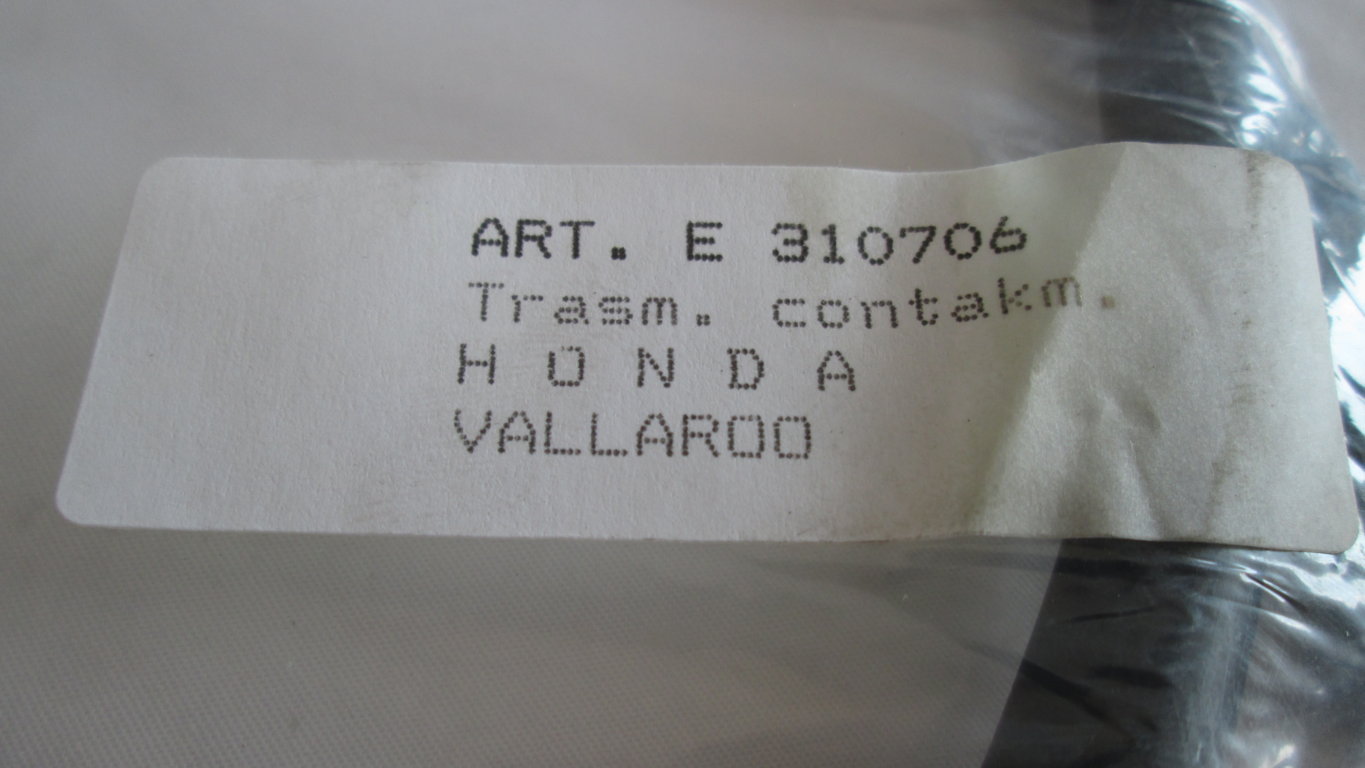 ART. E 310706
Trasm. contakm.
H O N D A
VALLAROO